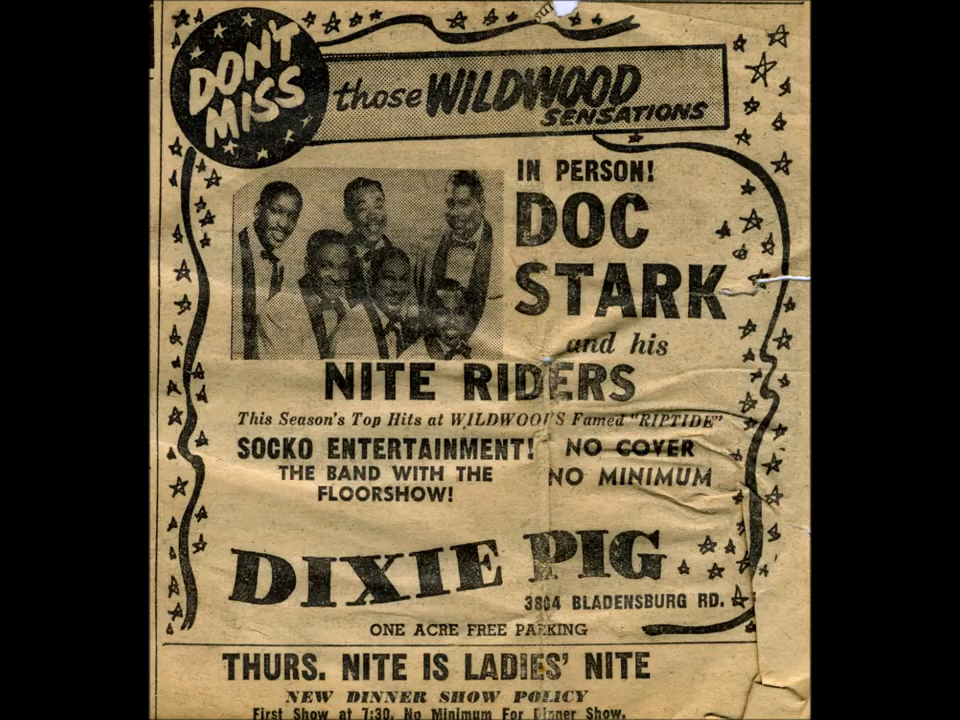 DON'T
MISS
those WILDWOOD
SENSATIONS
IN PERSON!
DOC
STARK
and his
NITE RIDERS
This Season's Top Hits at WILDWOOD'S Famed "RIPTIDE"
SOCKO ENTERTAINMENT!
THE BAND WITH THE
FLOORSHOW!
NO COVER
NO MINIMUM
DIXIE PIG
3804 BLADENSBURG RD.
ONE ACRE FREE PARKING
THURS. NITE IS LADIES' NITE
NEW DINNER SHOW POLICY
First Show at 7:30. No Minimum For Dinner Show.